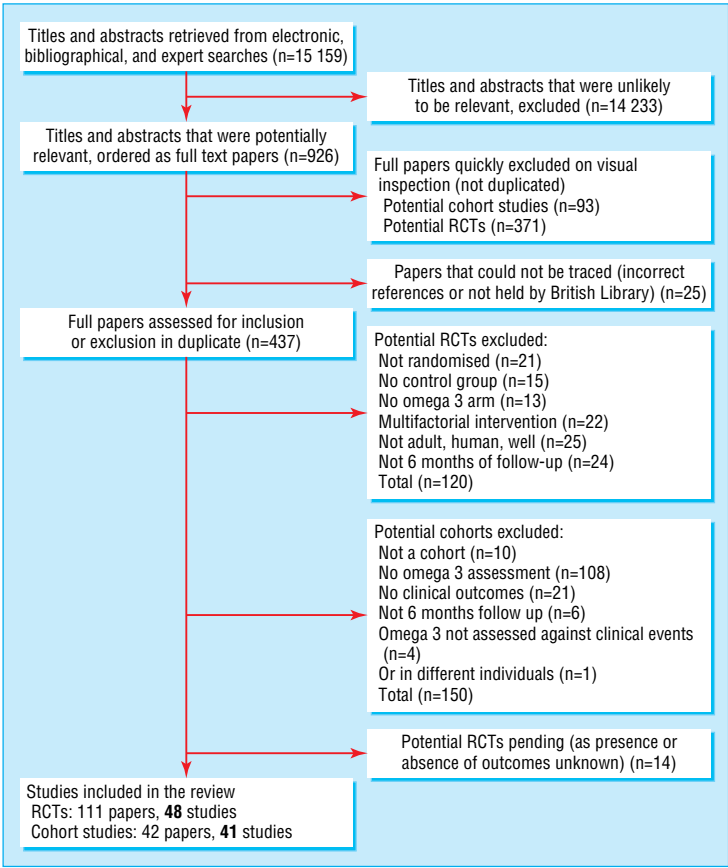 Titles and abstracts retrieved from electronic,
bibliographical, and expert searches (n=15 159)
Titles and abstracts that were unlikely
to be relevant, excluded (n=14 233)
Titles and abstracts that were potentially
relevant, ordered as full text papers (n=926)
Full papers quickly excluded on visual
inspection (not duplicated)
Potential cohort studies (n=93)
Potential RCTs (n=371)
Papers that could not be traced (incorrect
references or not held by British Library) (n=25)
Full papers assessed for inclusion
or exclusion in duplicate (n=437)
Potential RCTs excluded:
Not randomised (n=21)
No control group (n=15)
No omega 3 arm (n=13)
Multifactorial intervention (n=22)
Not adult, human, well (n=25)
Not 6 months of follow-up (n=24)
Total (n=120)
Potential cohorts excluded:
Not a cohort (n=10)
No omega 3 assessment (n=108)
No clinical outcomes (n=21)
Not 6 months follow up (n=6)
Omega 3 not assessed against clinical events
(n=4)
Or in different individuals (n=1)
Total (n=150)
Potential RCTs pending (as presence or
absence of outcomes unknown) (n=14)
Studies included in the review
RCTs: 111 papers, 48 studies
Cohort studies: 42 papers, 41 studies